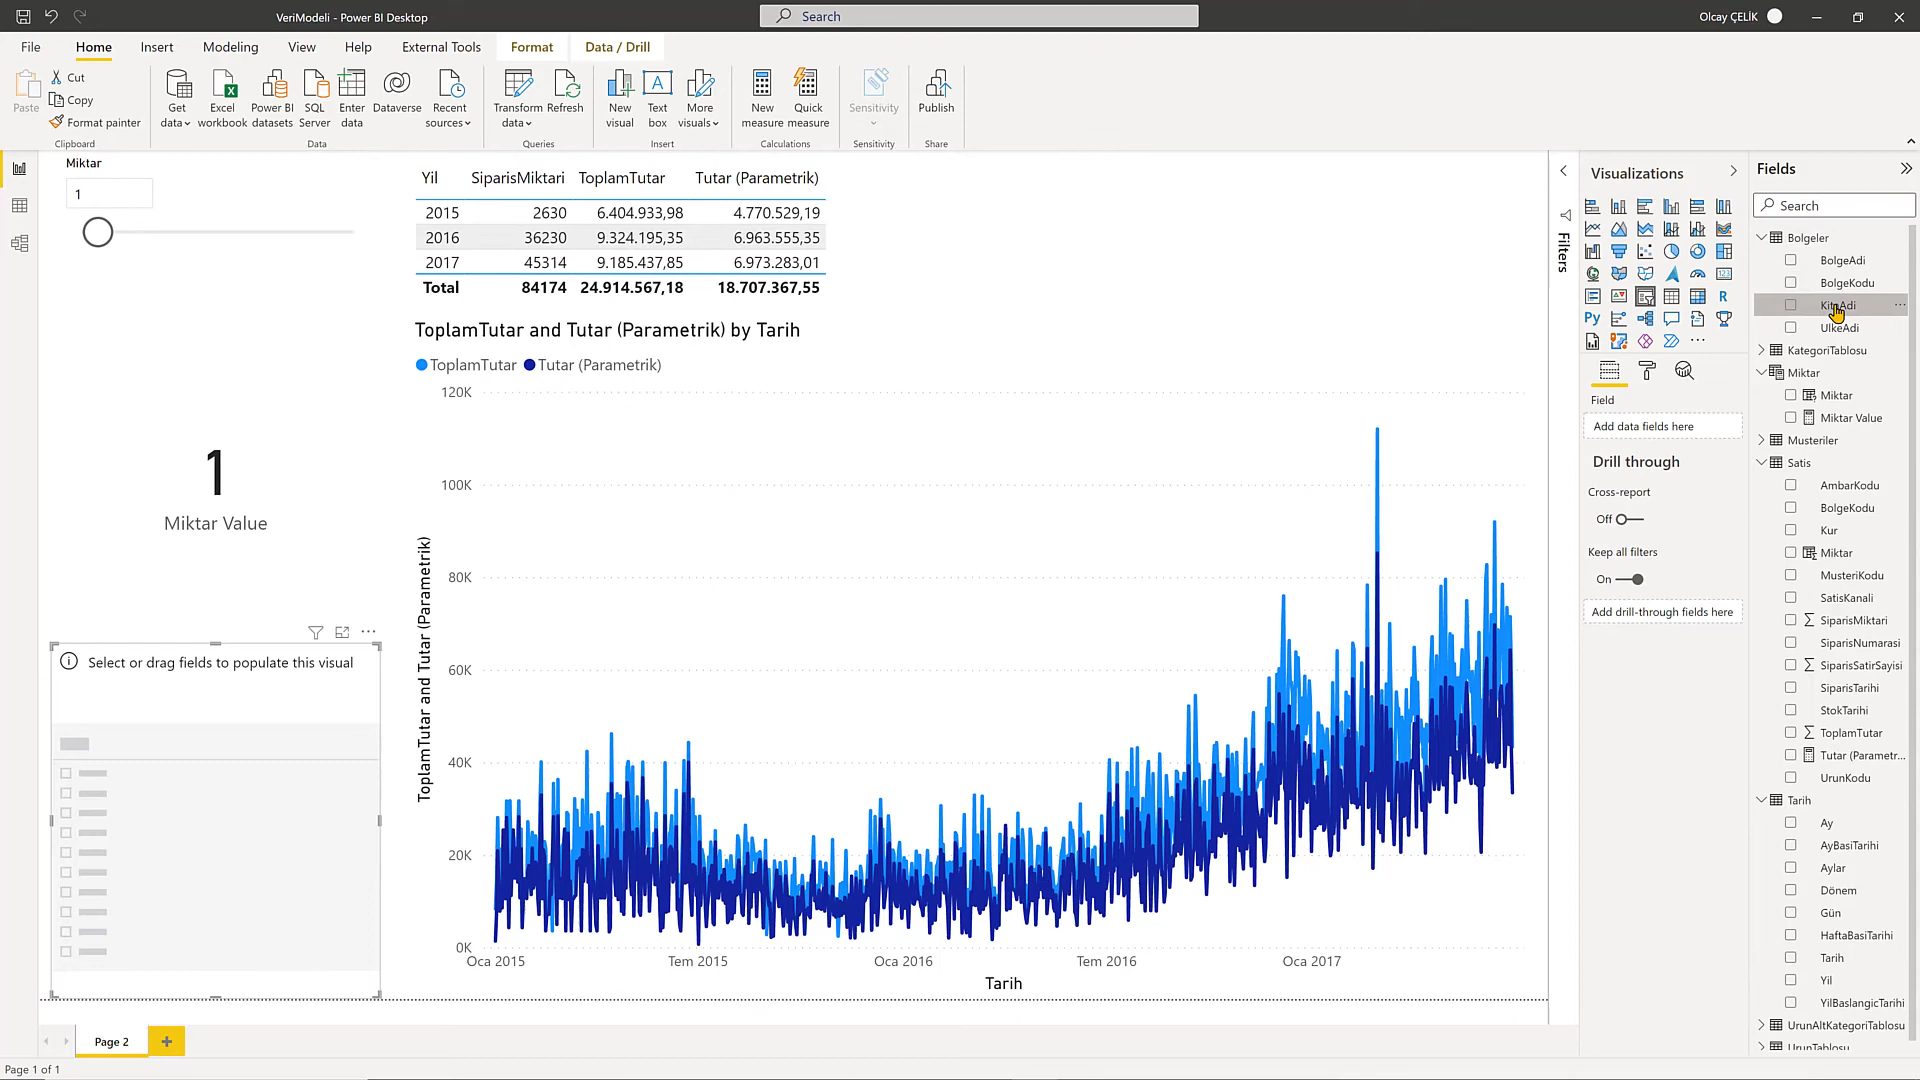 VeriModeli - Power BI Desktop
Search
Olcay ÇELİK
File
Home
Insert
Modeling
View
Help
External Tools
Format
Data / Drill
Paste
Cut
Copy
Format painter
Clipboard
Get data
Excel workbook
Power BI datasets
SQL Server
Enter data
Dataverse
Recent sources
Data
Transform data
Refresh
Queries
New visual
Text box
More visuals
Insert
New measure
Quick measure
Calculations
Sensitivity
Sensitivity
Publish
Share
Miktar
1
1
Miktar Value
Select or drag fields to populate this visual
Yil SiparisMiktari ToplamTutar Tutar (Parametrik)
2015 2630 6.404.933,98 4.770.529,19
2016 36230 9.324.195,35 6.963.555,35
2017 45314 9.185.437,85 6.973.283,01
Total 84174 24.914.567,18 18.707.367,55
ToplamTutar and Tutar (Parametrik) by Tarih
ToplamTutar Tutar (Parametrik)
ToplamTutar and Tutar (Parametrik)
120K
100K
80K
60K
40K
20K
0K
Oca 2015 Tem 2015 Oca 2016 Tem 2016 Oca 2017
Tarih
Filters
Visualizations
Py
R
123
Field
Add data fields here
Drill through
Cross-report
Off
Keep all filters
On
Add drill-through fields here
Fields
Search
Bolgeler
BolgeAdi
BolgeKodu
UlkeAdi
KategoriTablosu
Miktar
Miktar
Miktar Value
Musteriler
Satis
AmbarKodu
BolgeKodu
Kur
Miktar
MusteriKodu
SatisKanali
SiparisMiktari
SiparisNumarasi
SiparisSatirSayisi
SiparisTarihi
StokTarihi
ToplamTutar
Tutar (Parametr...
UrunKodu
Tarih
Ay
AyBasiTarihi
Aylar
Dönem
Gün
HaftaBasiTarihi
Tarih
Yil
YilBaslangicTarihi
UrunAltKategoriTablosu
UrunTablosu
Page 2
Page 1 of 1